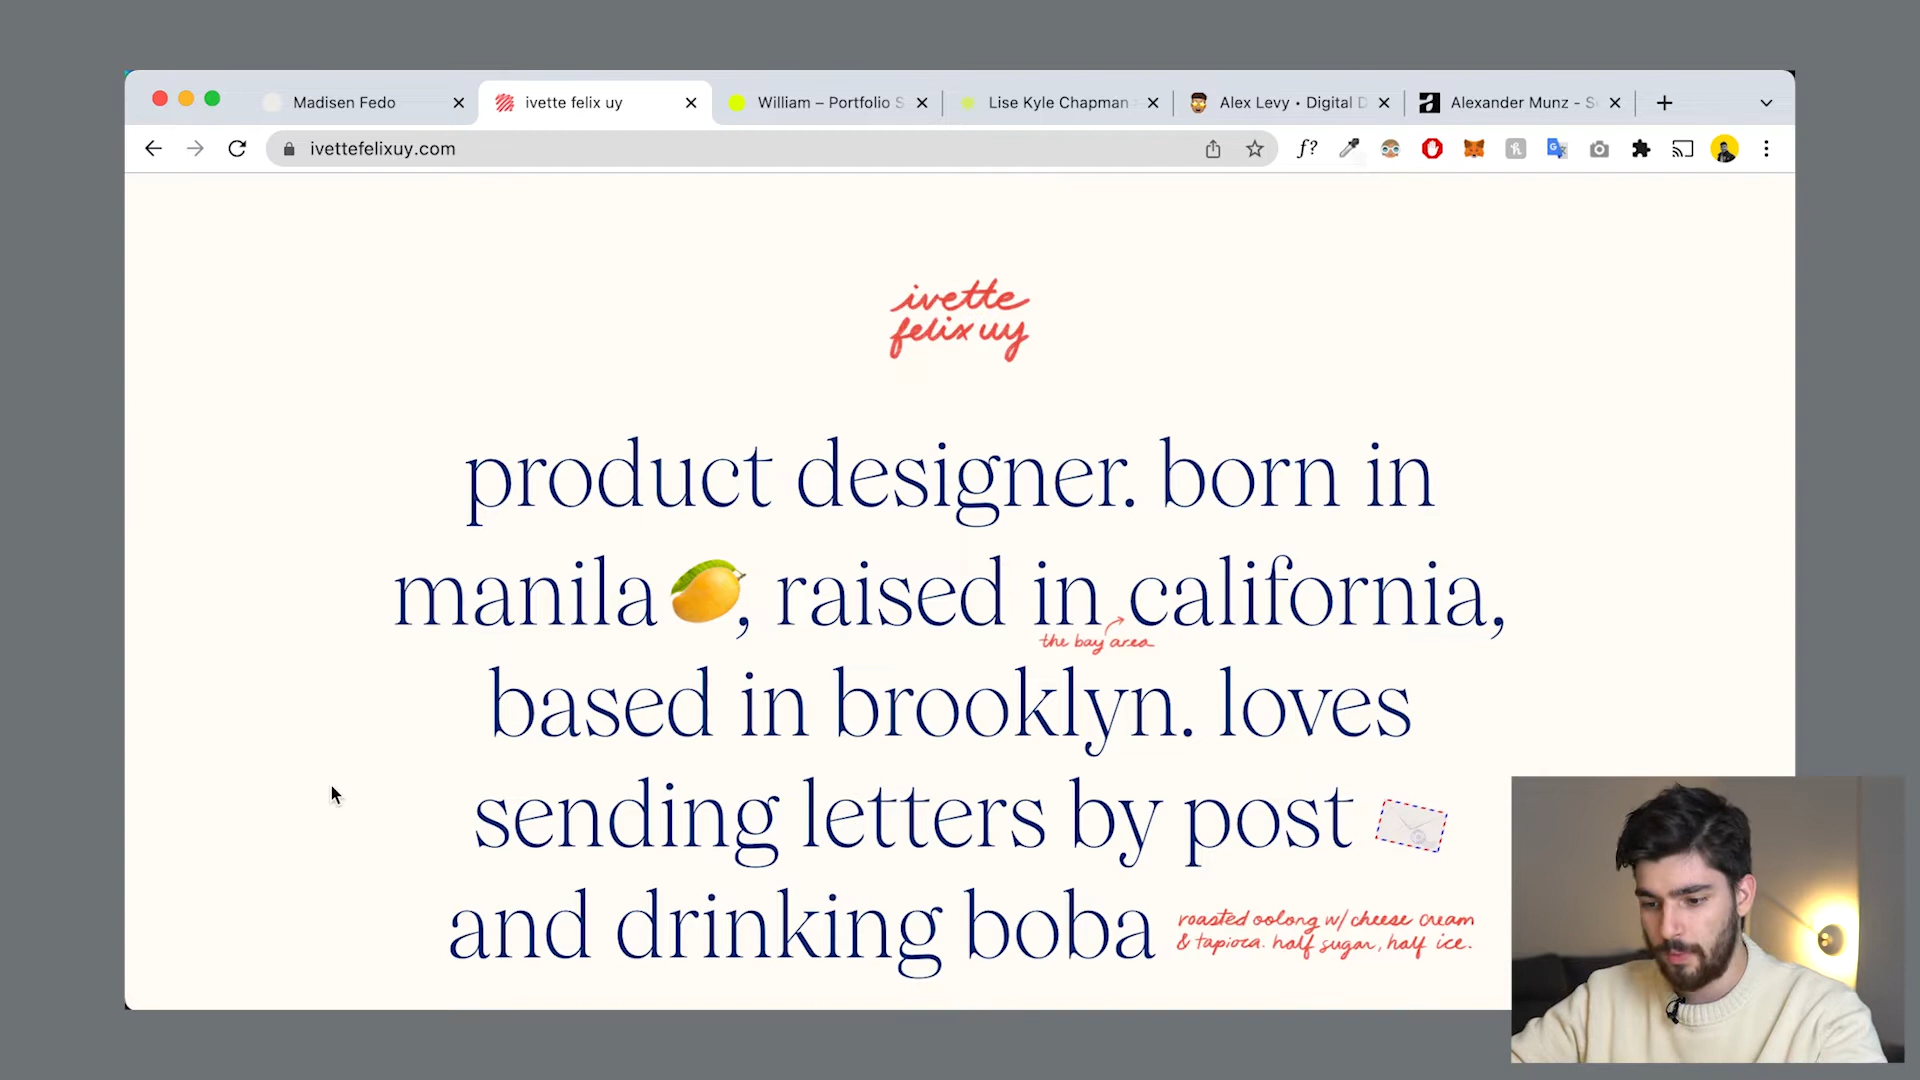 Madisen Fedo
ivette felix uy
William – Portfolio S
Lise Kyle Chapman
Alex Levy • Digital D
Alexander Munz - S
ivettefelixuy.com
f?
ivette
felix uy
product designer. born in
manila, raised in california,
the bay area
based in brooklyn. loves
sending letters by post
and drinking boba
roasted oolong w/ cheese cream
& tapioca. half sugar, half ice.